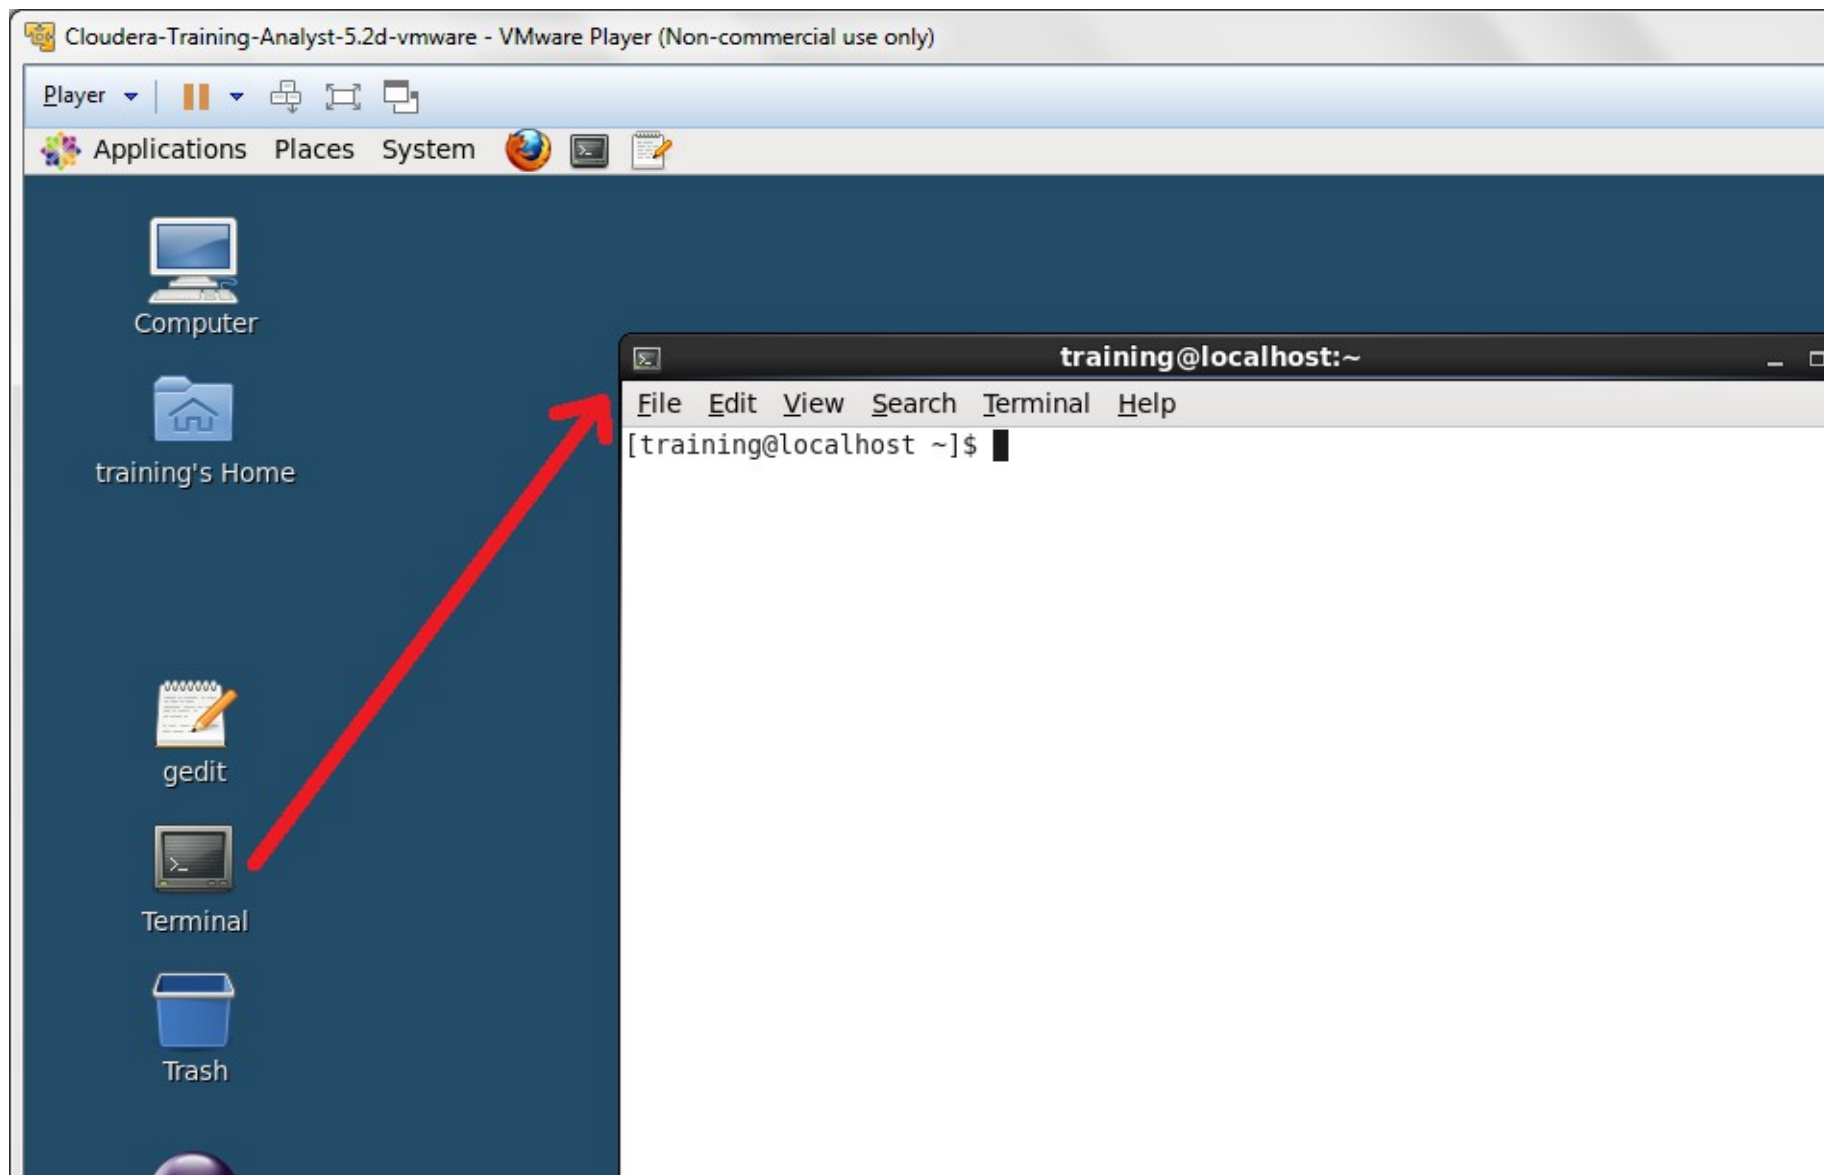 Cloudera-Training-Analyst-5.2d-vmware - VMware Player (Non-commercial use only)
Player
Applications Places System
Computer
training's Home
training@localhost:~
File Edit View Search Terminal Help
[training@localhost ~]$
gedit
Terminal
Trash